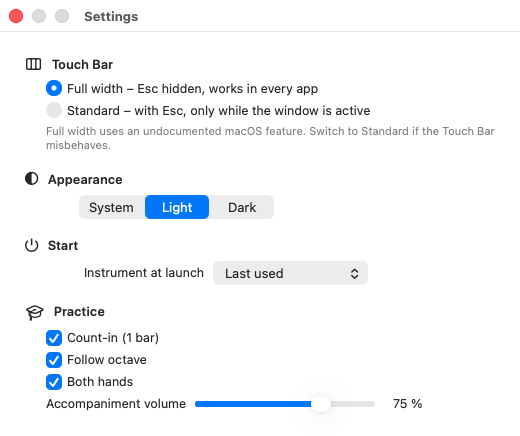 Settings
Touch Bar
Full width – Esc hidden, works in every app
Standard – with Esc, only while the window is active
Full width uses an undocumented macOS feature. Switch to Standard if the Touch Bar
misbehaves.
Appearance
System Light Dark
Start
Instrument at launch Last used
Practice
Count-in (1 bar)
Follow octave
Both hands
Accompaniment volume 75 %